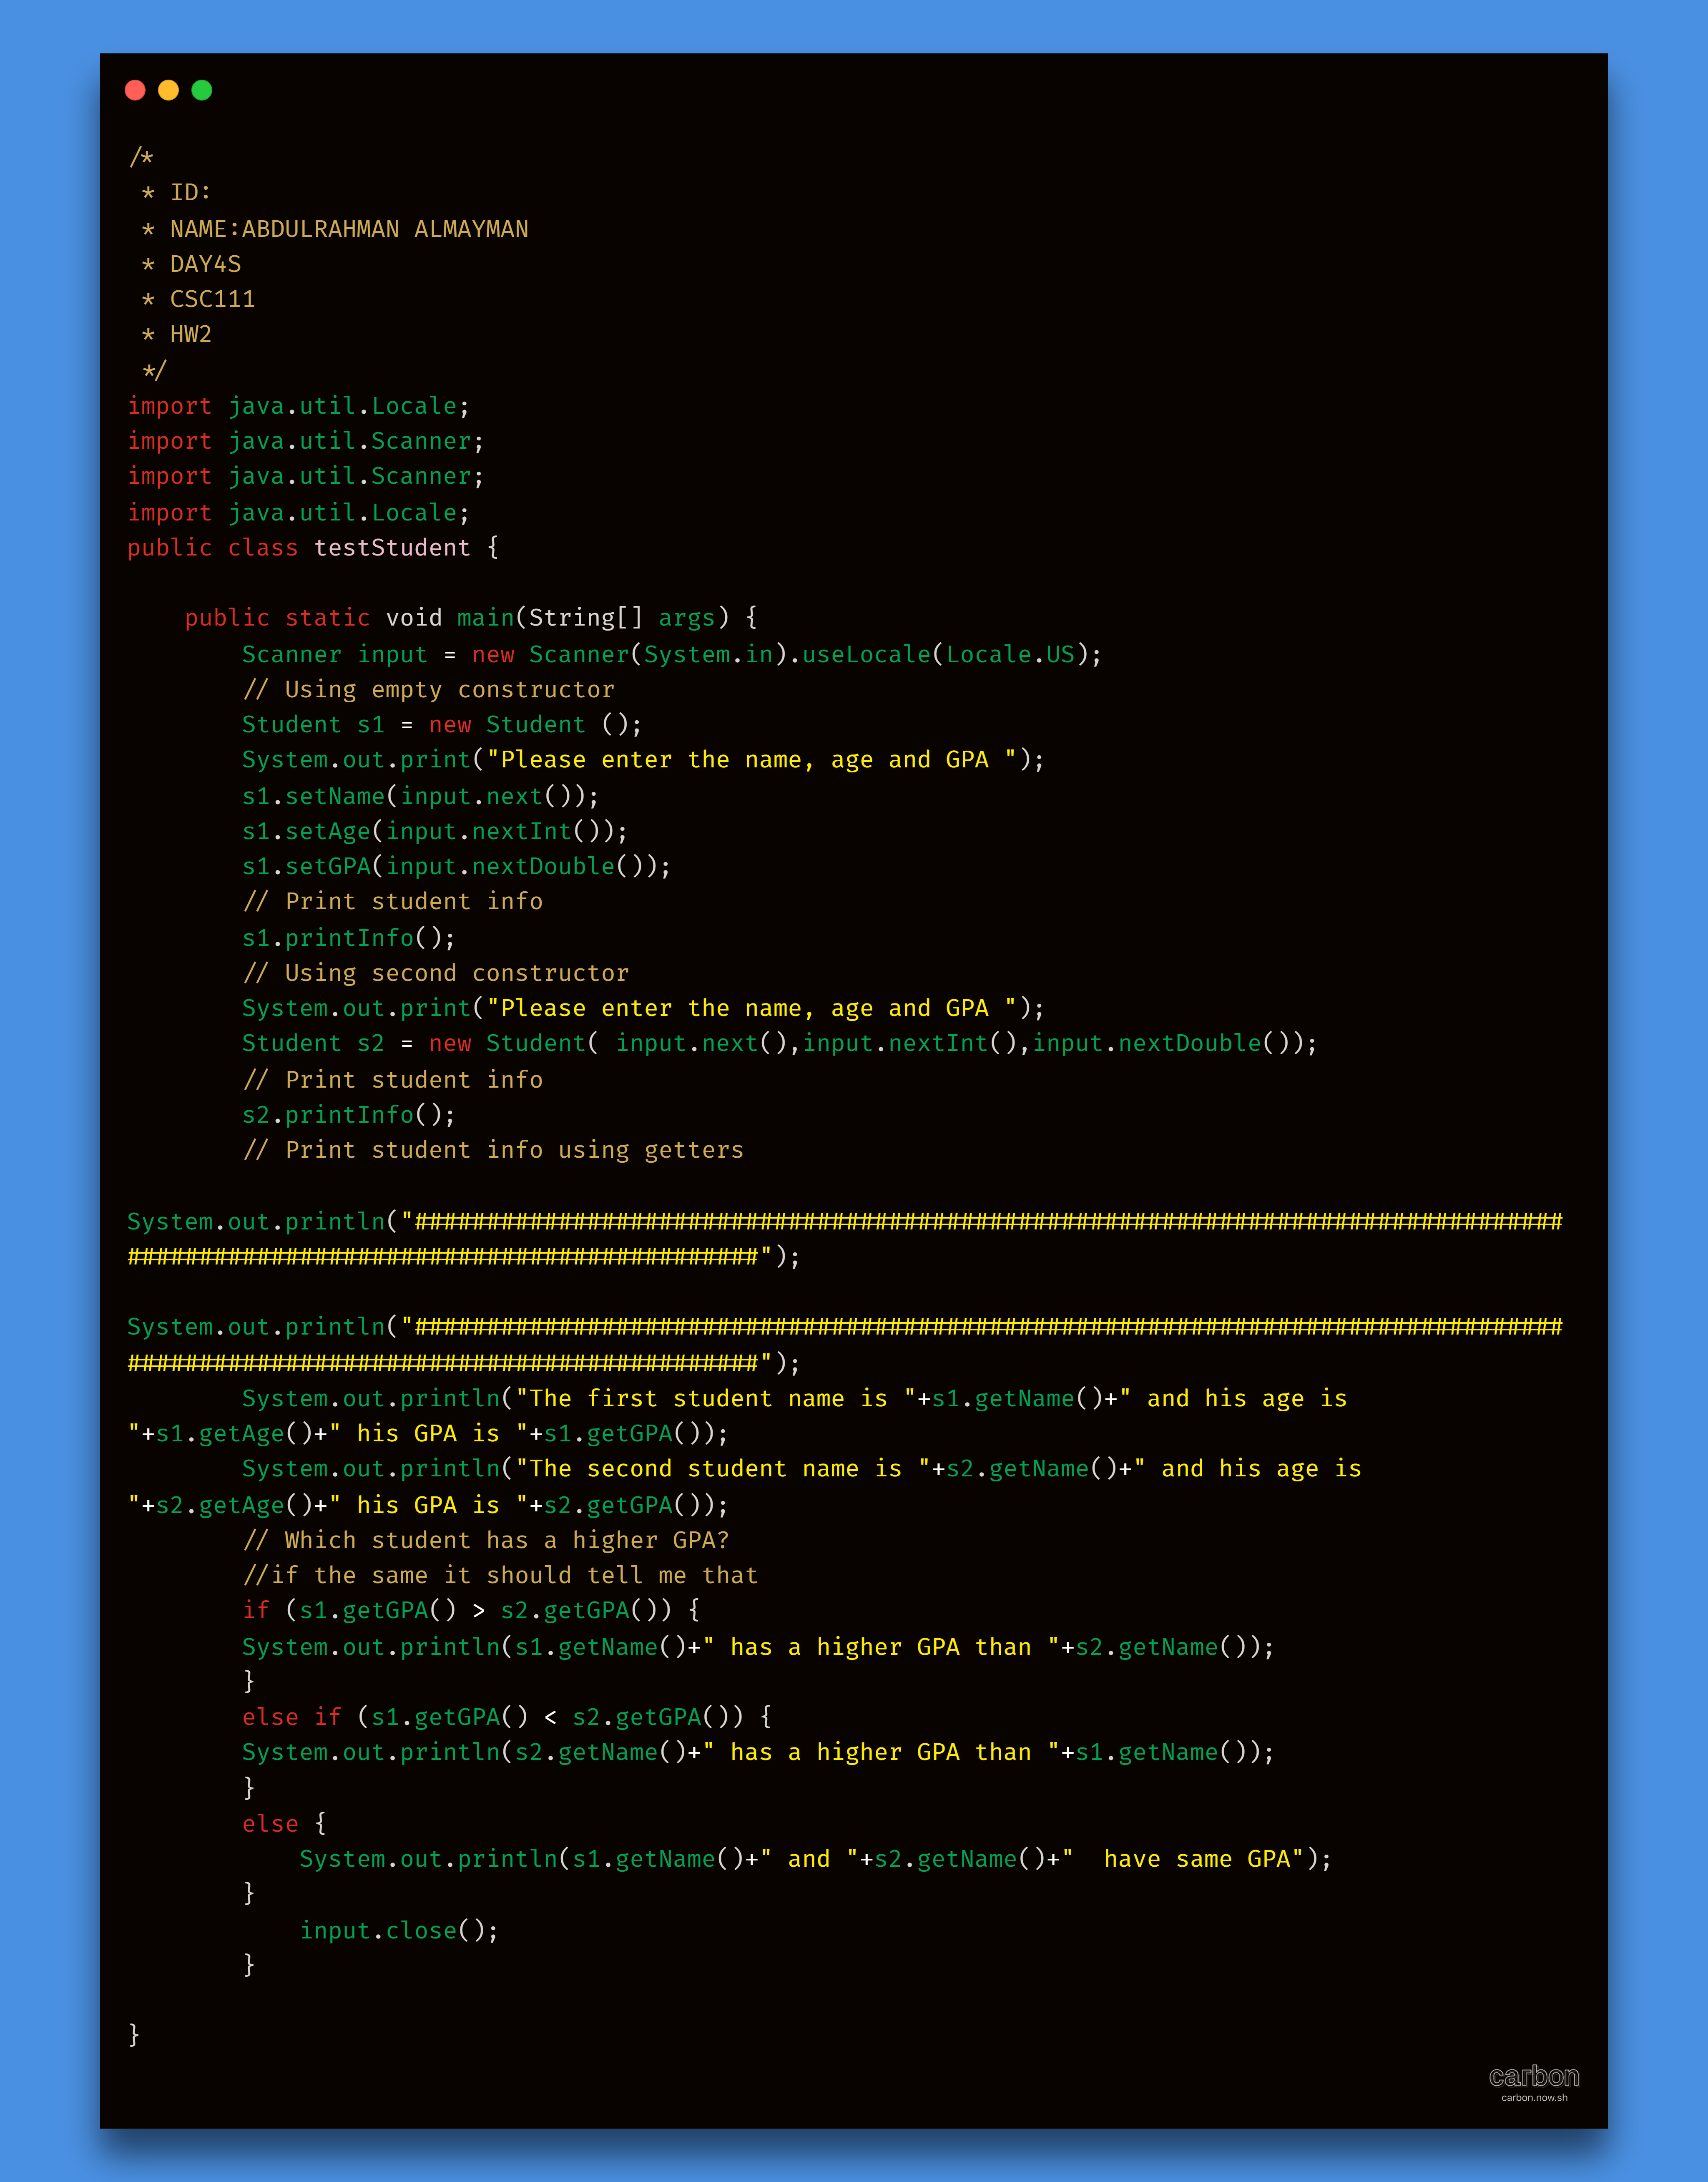 /*
 * ID:
 * NAME:ABDULRAHMAN ALMAYMAN
 * DAY4S
 * CSC111
 * HW2
 */
import java.util.Locale;
import java.util.Scanner;
import java.util.Scanner;
import java.util.Locale;
public class testStudent {

    public static void main(String[] args) {
        Scanner input = new Scanner(System.in).useLocale(Locale.US);
        // Using empty constructor
        Student s1 = new Student ();
        System.out.print("Please enter the name, age and GPA ");
        s1.setName(input.next());
        s1.setAge(input.nextInt());
        s1.setGPA(input.nextDouble());
        // Print student info
        s1.printInfo();
        // Using second constructor
        System.out.print("Please enter the name, age and GPA ");
        Student s2 = new Student( input.next(),input.nextInt(),input.nextDouble());
        // Print student info
        s2.printInfo();
        // Print student info using getters

System.out.println("################################################################################
############################################");

System.out.println("################################################################################
############################################");
        System.out.println("The first student name is "+s1.getName()+" and his age is
"+s1.getAge()+" his GPA is "+s1.getGPA());
        System.out.println("The second student name is "+s2.getName()+" and his age is
"+s2.getAge()+" his GPA is "+s2.getGPA());
        // Which student has a higher GPA?
        //if the same it should tell me that
        if (s1.getGPA() > s2.getGPA()) {
        System.out.println(s1.getName()+" has a higher GPA than "+s2.getName());
        }
        else if (s1.getGPA() < s2.getGPA()) {
        System.out.println(s2.getName()+" has a higher GPA than "+s1.getName());
        }
        else {
            System.out.println(s1.getName()+" and "+s2.getName()+"  have same GPA");
        }
            input.close();
        }

}
carbon
carbon.now.sh